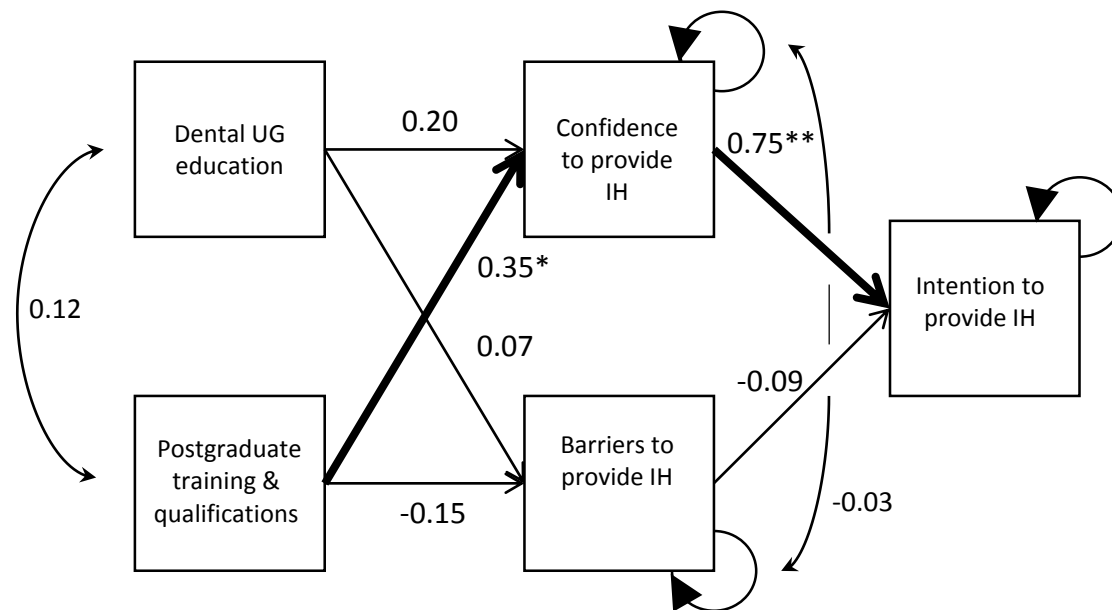 Dental UG
education
0.20
Confidence
to provide
IH
0.75**
0.35*
0.12
Intention to
provide IH
0.07
-0.09
Postgraduate
training &
qualifications
-0.15
Barriers to
provide IH
-0.03